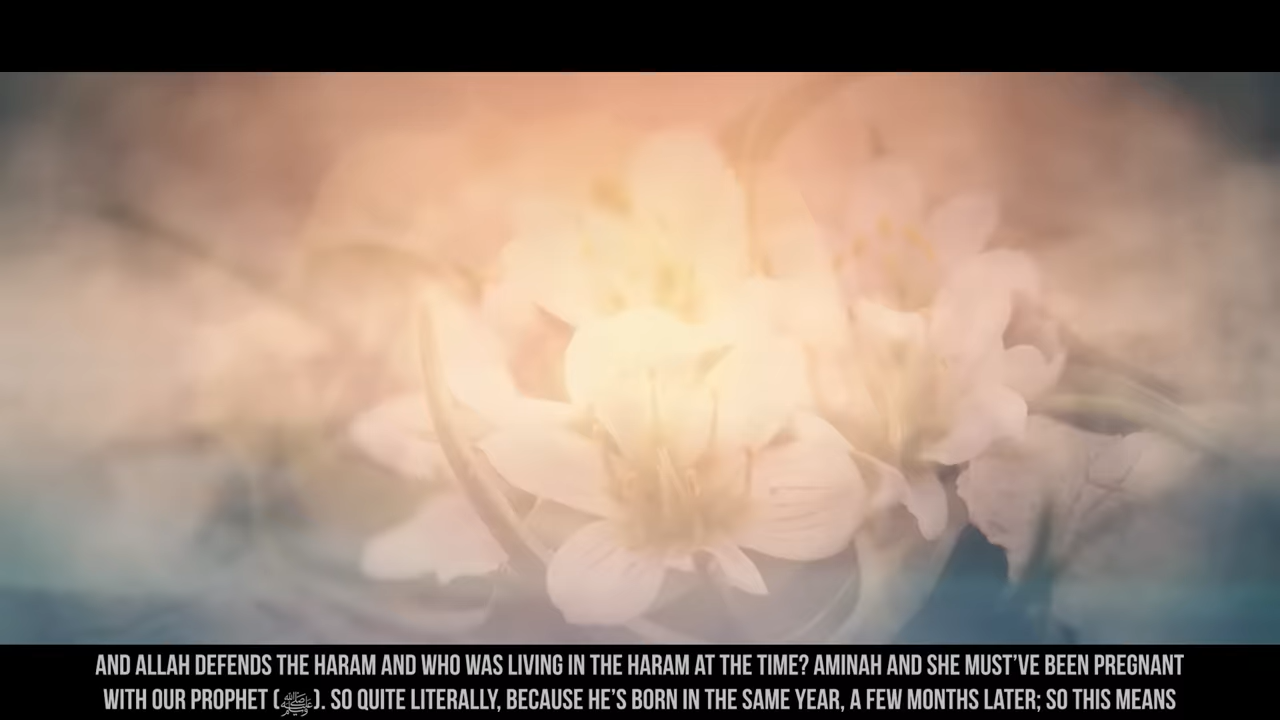 AND ALLAH DEFENDS THE HARAM AND WHO WAS LIVING IN THE HARAM AT THE TIME? AMINAH AND SHE MUST'VE BEEN PREGNANT
WITH OUR PROPHET (ﷺ). SO QUITE LITERALLY, BECAUSE HE'S BORN IN THE SAME YEAR, A FEW MONTHS LATER; SO THIS MEANS